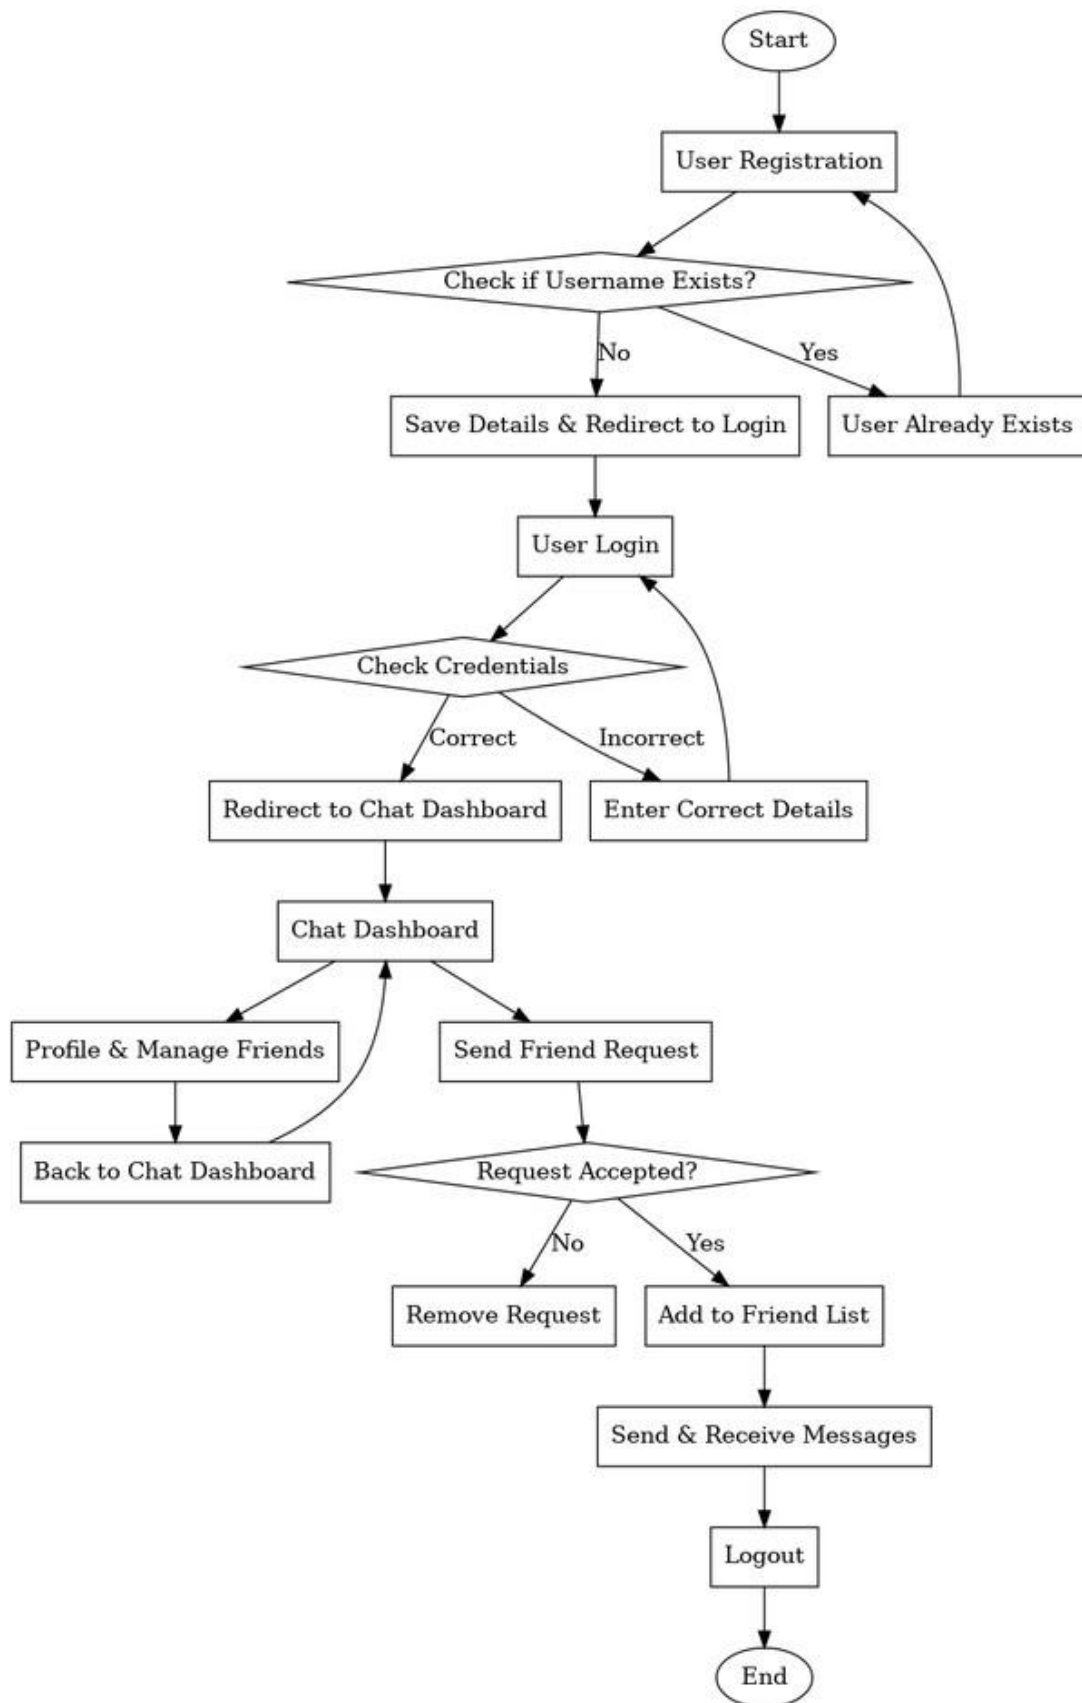 Start
User Registration
Check if Username Exists?
No
Yes
Save Details & Redirect to Login
User Already Exists
User Login
Check Credentials
Correct
Incorrect
Redirect to Chat Dashboard
Enter Correct Details
Chat Dashboard
Profile & Manage Friends
Send Friend Request
Back to Chat Dashboard
Request Accepted?
No
Yes
Remove Request
Add to Friend List
Send & Receive Messages
Logout
End